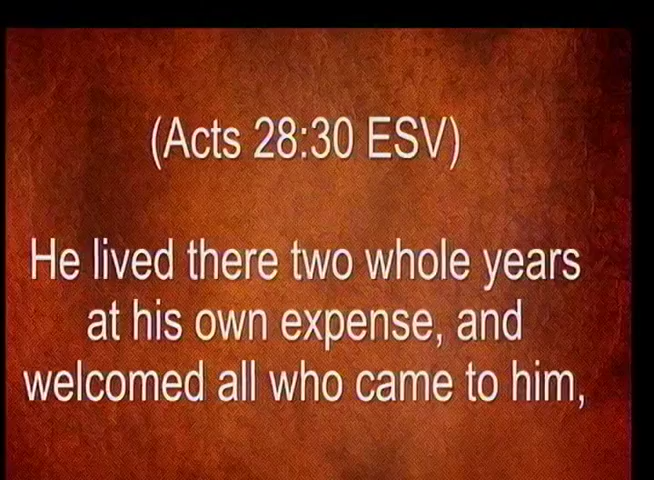 (Acts 28:30 ESV)
He lived there two whole years
at his own expense, and
welcomed all who came to him,